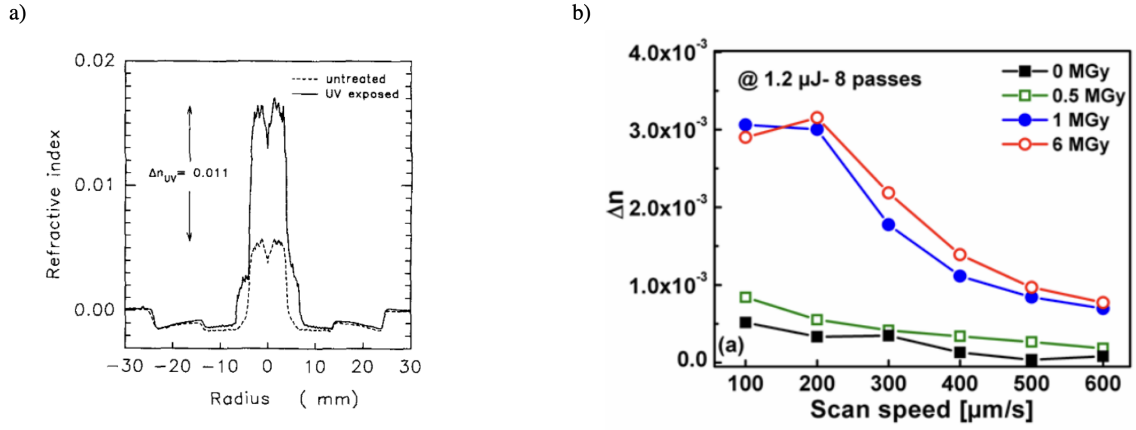 a)
0.02
0.01
0.00
Refractive index
untreated
UV exposed
Δn_UV= 0.011
−30 −20 −10 0 10 20 30
Radius ( mm)
b)
4.0x10⁻³
3.0x10⁻³
2.0x10⁻³
1.0x10⁻³
0.0
Δn
@ 1.2 µJ- 8 passes
0 MGy
0.5 MGy
1 MGy
6 MGy
(a)
100 200 300 400 500 600
Scan speed [µm/s]